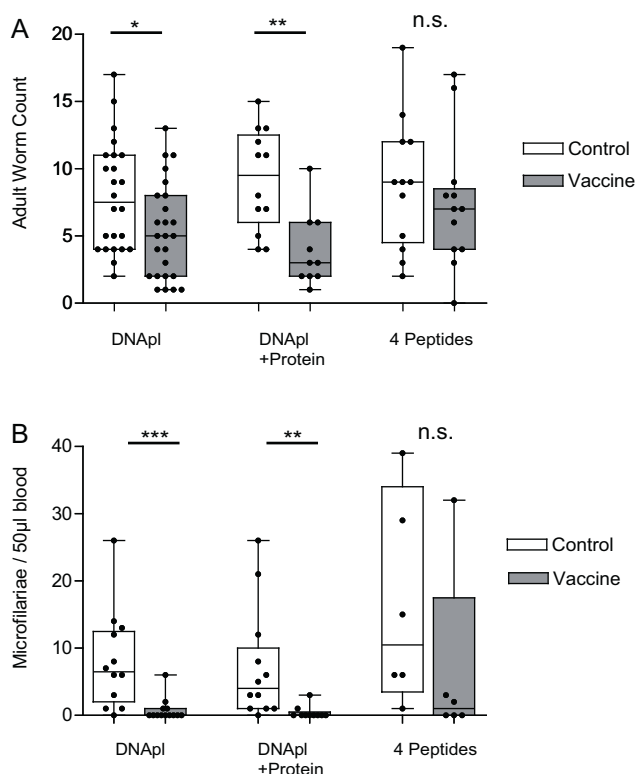 A
Adult Worm Count
20
15
10
5
0
*
**
n.s.
Control
Vaccine
DNApl
DNApl
+Protein
4 Peptides
B
Microfilariae / 50µl blood
40
30
20
10
0
***
**
n.s.
Control
Vaccine
DNApl
DNApl
+Protein
4 Peptides